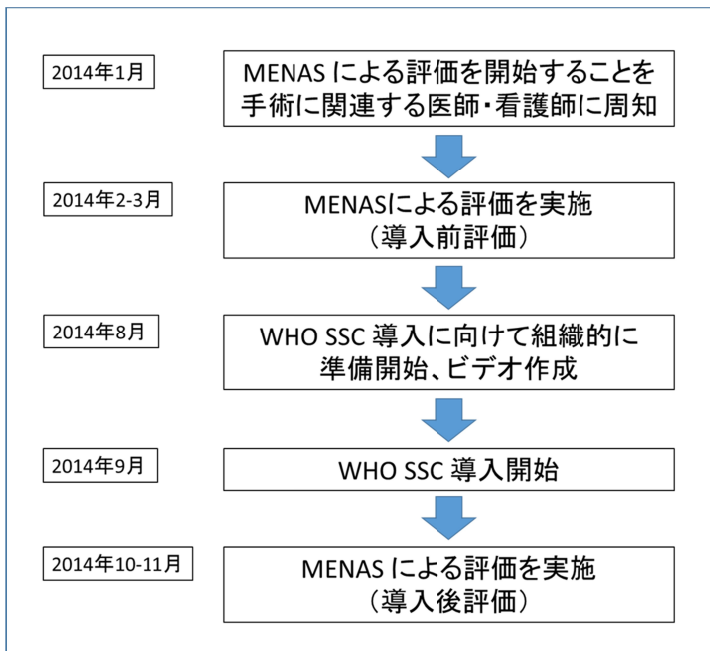 2014年1月
MENAS による評価を開始することを
手術に関連する医師・看護師に周知
2014年2-3月
MENASによる評価を実施
（導入前評価）
2014年8月
WHO SSC 導入に向けて組織的に
準備開始、ビデオ作成
2014年9月
WHO SSC 導入開始
2014年10-11月
MENAS による評価を実施
（導入後評価）